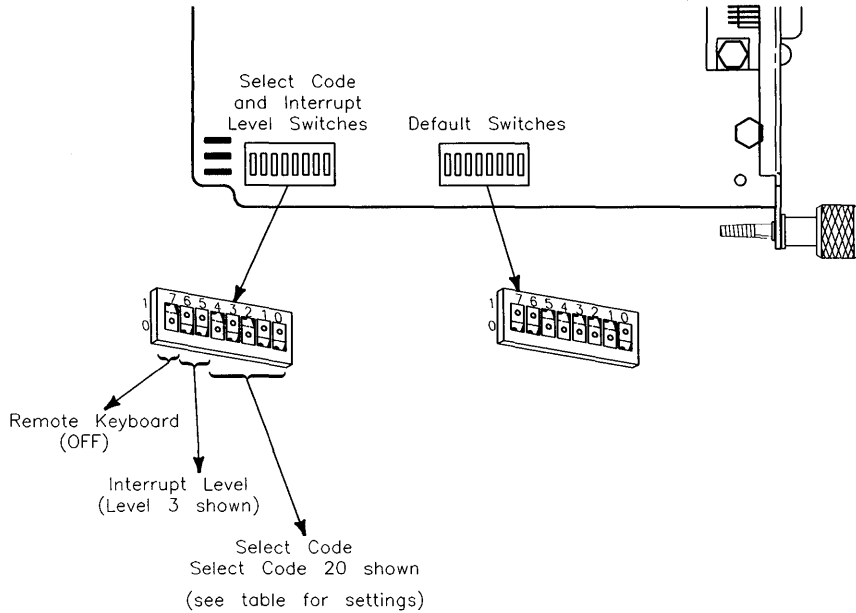 Select Code
and Interrupt
Level Switches
Default Switches
1 7 6 5 4 3 2 1 0
0
1 7 6 5 4 3 2 1 0
0
Remote Keyboard
(OFF)
Interrupt Level
(Level 3 shown)
Select Code
Select Code 20 shown
(see table for settings)